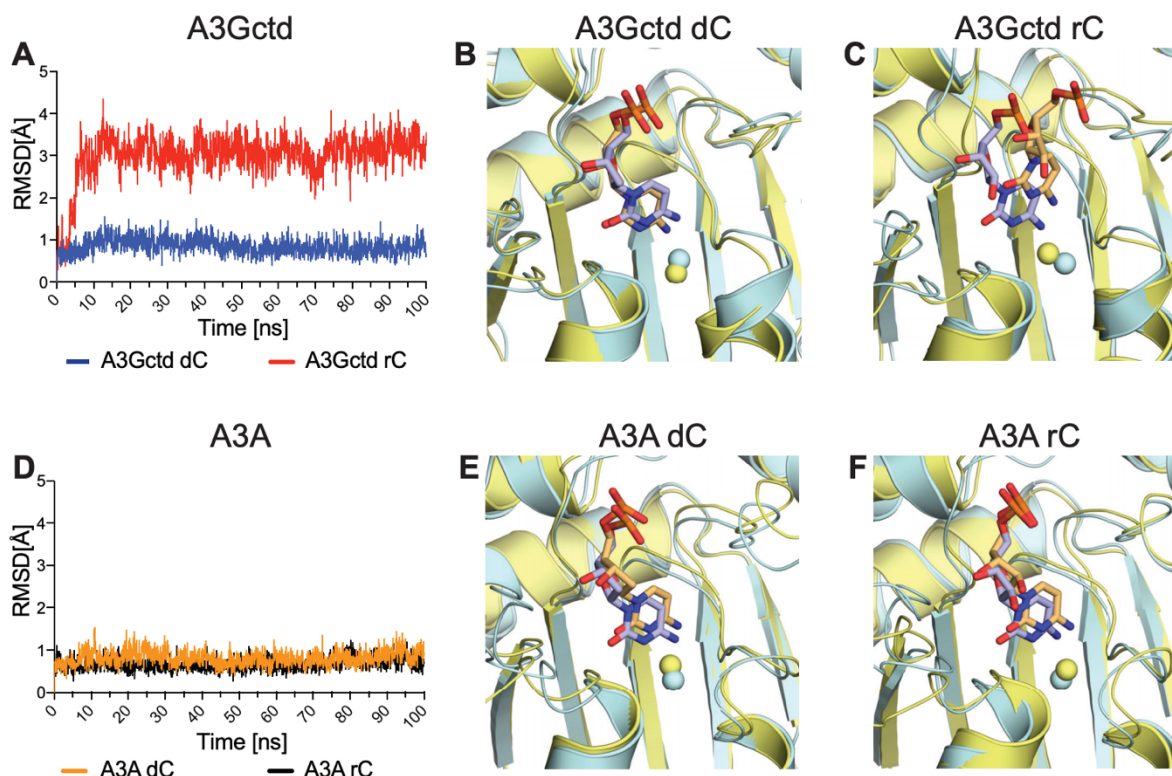 A3Gctd
A
RMSD[Å]
5
4
3
2
1
0
0 10 20 30 40 50 60 70 80 90 100
Time [ns]
A3Gctd dC A3Gctd rC
A3Gctd dC
B
A3Gctd rC
C
A3A
D
RMSD[Å]
5
4
3
2
1
0
0 10 20 30 40 50 60 70 80 90 100
Time [ns]
A3A dC A3A rC
A3A dC
E
A3A rC
F